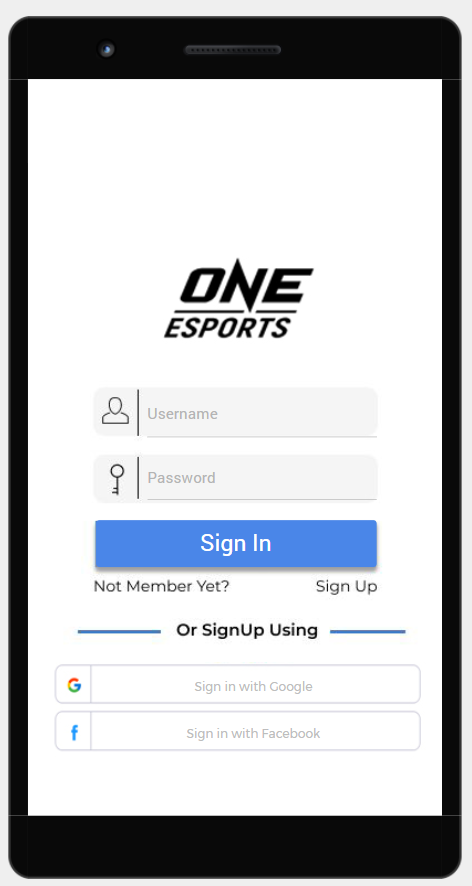 ONE
ESPORTS
Username
Password
Sign In
Not Member Yet? Sign Up
Or SignUp Using
G Sign in with Google
f Sign in with Facebook